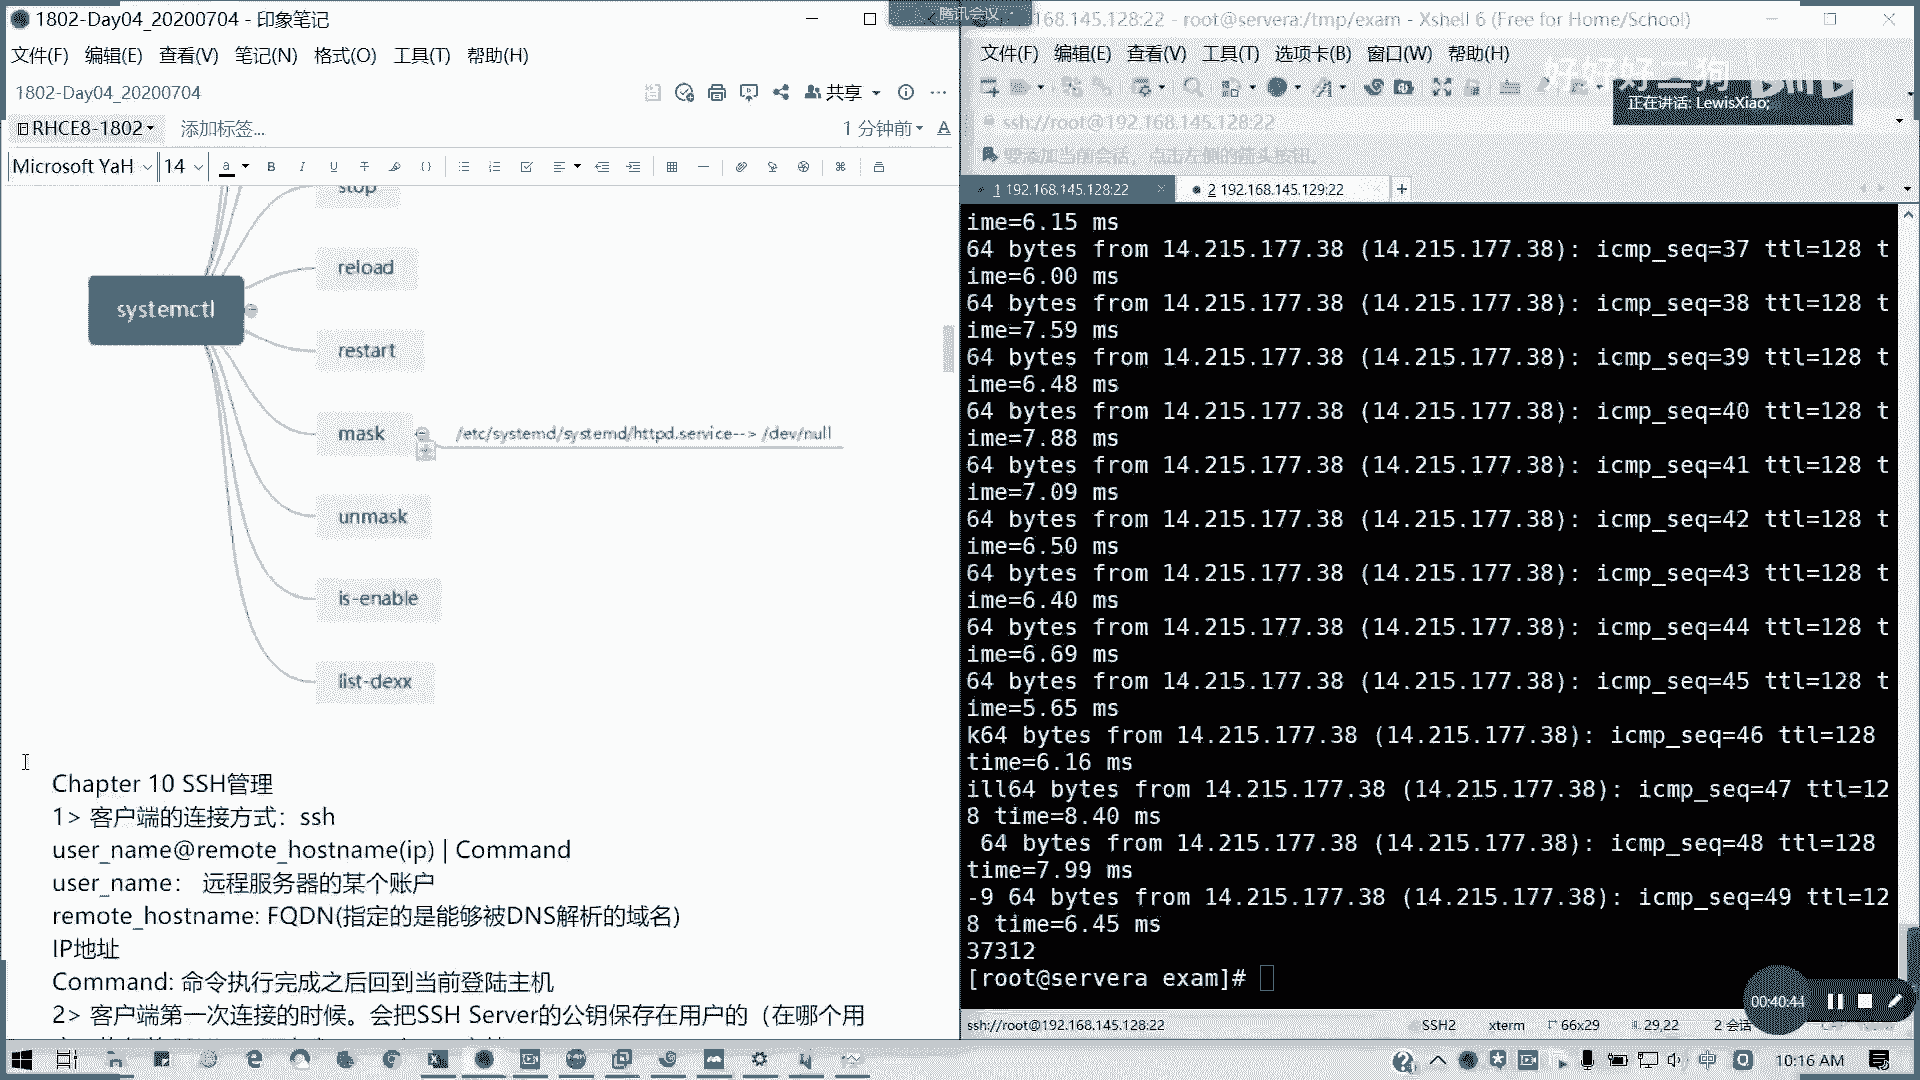 1802-Day04_20200704 - 印象笔记
文件(F) 编辑(E) 查看(V) 笔记(N) 格式(O) 工具(T) 帮助(H)
1802-Day04_20200704
共享
RHCE8-1802
添加标签...
1 分钟前
Microsoft YaH
14
stop
systemctl
reload
restart
mask
/etc/systemd/systemd/httpd.service--> /dev/null
unmask
is-enable
list-dexx
Chapter 10 SSH管理
1> 客户端的连接方式：ssh
user_name@remote_hostname(ip) | Command
user_name： 远程服务器的某个账户
remote_hostname: FQDN(指定的是能够被DNS解析的域名)
IP地址
Command: 命令执行完成之后回到当前登陆主机
2> 客户端第一次连接的时候。会把SSH Server的公钥保存在用户的（在哪个用
腾讯会议
.168.145.128:22 - root@servera:/tmp/exam - Xshell 6 (Free for Home/School)
文件(F) 编辑(E) 查看(V) 工具(T) 选项卡(B) 窗口(W) 帮助(H)
好好好二狗
正在讲话: LewisXiao;
ssh://root@192.168.145.128:22
要添加当前会话，点击左侧的箭头按钮。
1 192.168.145.128:22
2 192.168.145.129:22
ime=6.15 ms
64 bytes from 14.215.177.38 (14.215.177.38): icmp_seq=37 ttl=128 t
ime=6.00 ms
64 bytes from 14.215.177.38 (14.215.177.38): icmp_seq=38 ttl=128 t
ime=7.59 ms
64 bytes from 14.215.177.38 (14.215.177.38): icmp_seq=39 ttl=128 t
ime=6.48 ms
64 bytes from 14.215.177.38 (14.215.177.38): icmp_seq=40 ttl=128 t
ime=7.88 ms
64 bytes from 14.215.177.38 (14.215.177.38): icmp_seq=41 ttl=128 t
ime=7.09 ms
64 bytes from 14.215.177.38 (14.215.177.38): icmp_seq=42 ttl=128 t
ime=6.50 ms
64 bytes from 14.215.177.38 (14.215.177.38): icmp_seq=43 ttl=128 t
ime=6.40 ms
64 bytes from 14.215.177.38 (14.215.177.38): icmp_seq=44 ttl=128 t
ime=6.69 ms
64 bytes from 14.215.177.38 (14.215.177.38): icmp_seq=45 ttl=128 t
ime=5.65 ms
k64 bytes from 14.215.177.38 (14.215.177.38): icmp_seq=46 ttl=128
time=6.16 ms
ill64 bytes from 14.215.177.38 (14.215.177.38): icmp_seq=47 ttl=12
8 time=8.40 ms
 64 bytes from 14.215.177.38 (14.215.177.38): icmp_seq=48 ttl=128
time=7.99 ms
-9 64 bytes from 14.215.177.38 (14.215.177.38): icmp_seq=49 ttl=12
8 time=6.45 ms
37312
[root@servera exam]#
00:40:44
ssh://root@192.168.145.128:22
SSH2
xterm
66x29
29,22
2 会话
中
10:16 AM